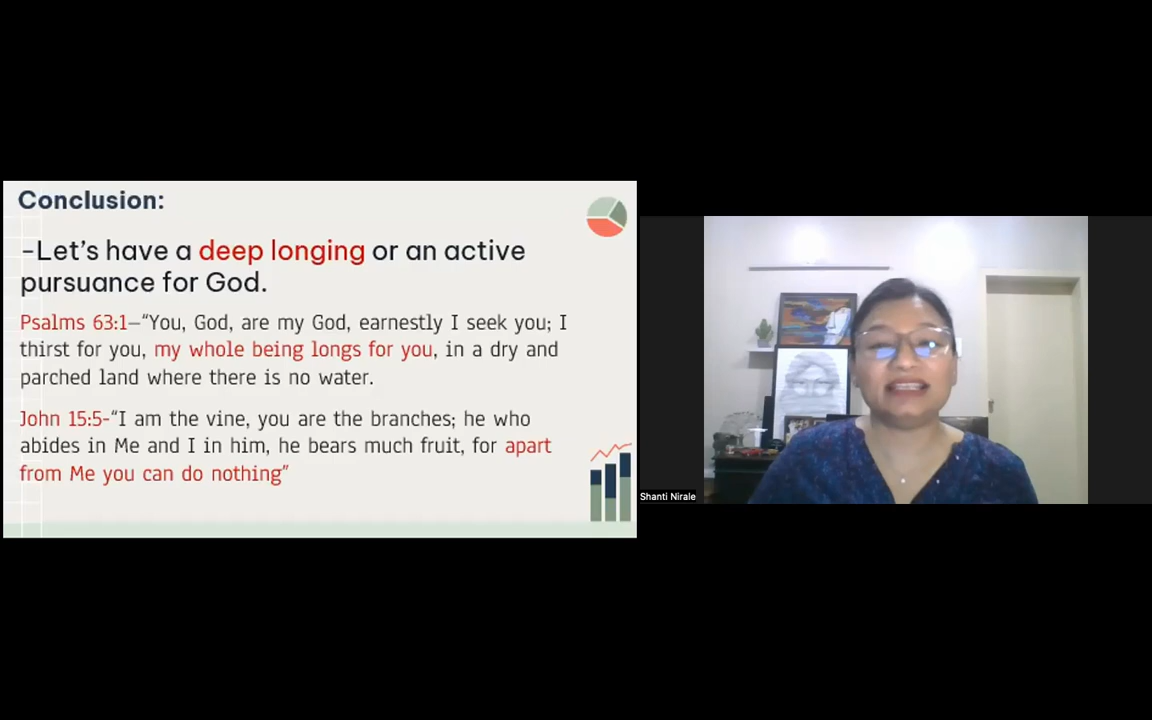 Conclusion:
-Let's have a deep longing or an active
pursuance for God.
Psalms 63:1–“You, God, are my God, earnestly I seek you; I
thirst for you, my whole being longs for you, in a dry and
parched land where there is no water.
John 15:5-“I am the vine, you are the branches; he who
abides in Me and I in him, he bears much fruit, for apart
from Me you can do nothing”
Shanti Nirale